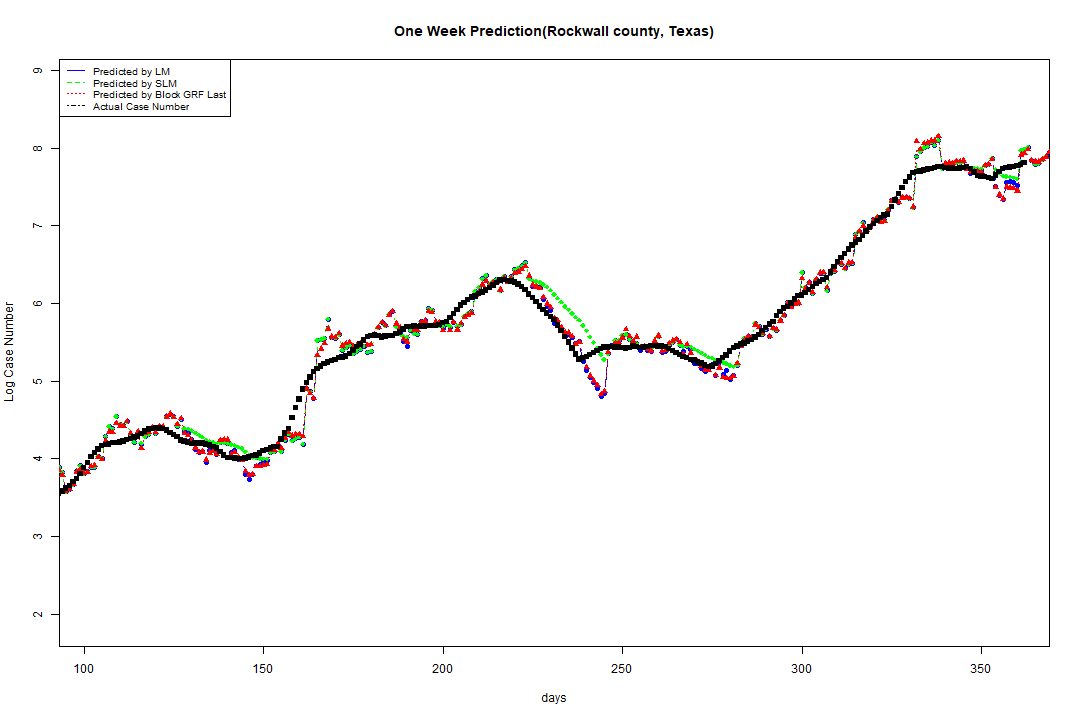 One Week Prediction(Rockwall county, Texas)
Predicted by LM
Predicted by SLM
Predicted by Block GRF Last
Actual Case Number
9
8
7
6
5
4
3
2
Log Case Number
100 150 200 250 300 350
days